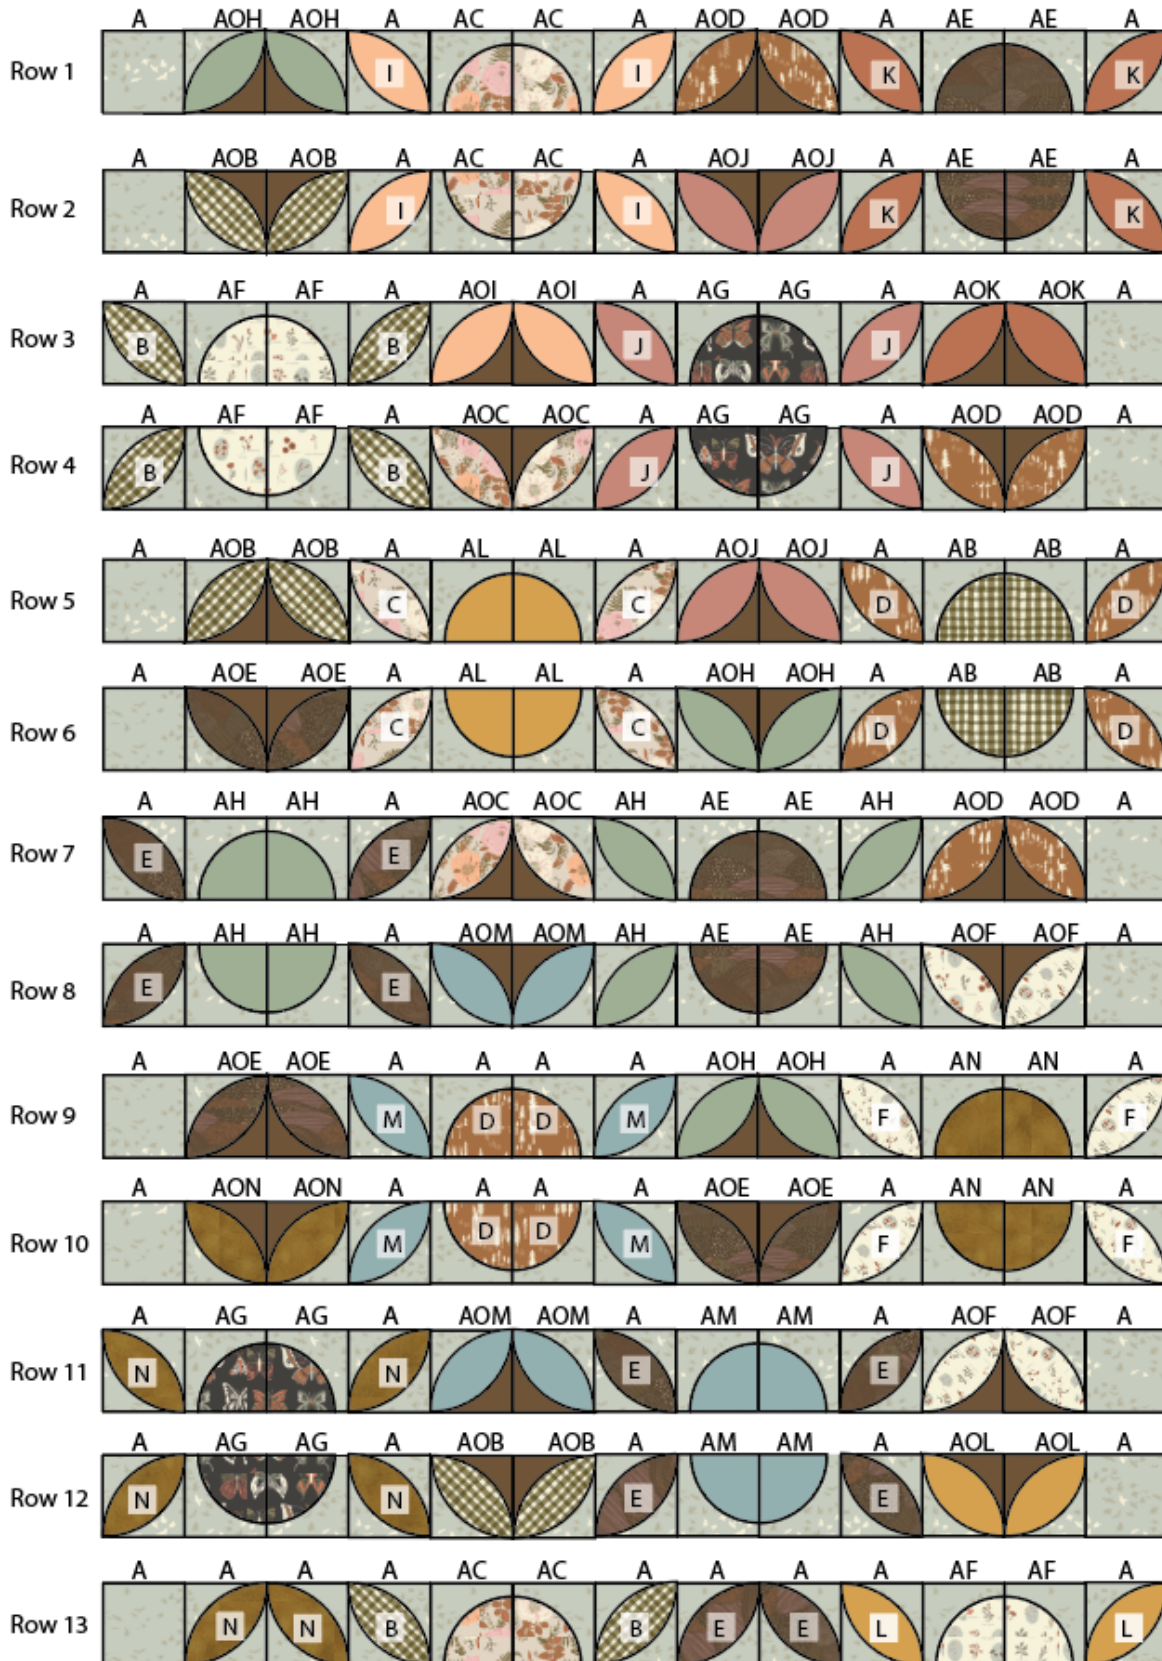 A AOH AOH A AC AC A AOD AOD A AE AE A
Row 1 I I K K
A AOB AOB A AC AC A AOJ AOJ A AE AE A
Row 2 I I K K
A AF AF A AOI AOI A AG AG A AOK AOK A
Row 3 B B J J
A AF AF A AOC AOC A AG AG A AOD AOD A
Row 4 B B J J
A AOB AOB A AL AL A AOJ AOJ A AB AB A
Row 5 C C D D
A AOE AOE A AL AL A AOH AOH A AB AB A
Row 6 C C D D
A AH AH A AOC AOC AH AE AE AH AOD AOD A
Row 7 E E
A AH AH A AOM AOM AH AE AE AH AOF AOF A
Row 8 E E
A AOE AOE A A A A AOH AOH A AN AN A
Row 9 M D D M F F
A AON AON A A A A AOE AOE A AN AN A
Row 10 M D D M F F
A AG AG A AOM AOM A AM AM A AOF AOF A
Row 11 N N E E
A AG AG A AOB AOB A AM AM A AOL AOL A
Row 12 N N E E
A A A A AC AC A A A A AF AF A
Row 13 N N B B E E L L